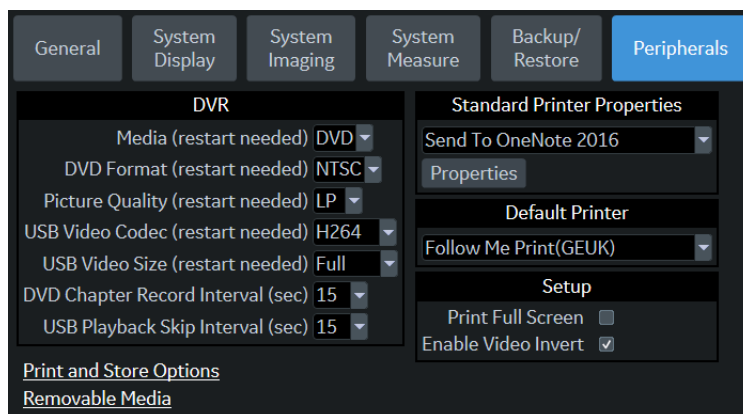 General
System
Display
System
Imaging
System
Measure
Backup/
Restore
Peripherals
DVR
Media (restart needed) DVD
DVD Format (restart needed) NTSC
Picture Quality (restart needed) LP
USB Video Codec (restart needed) H264
USB Video Size (restart needed) Full
DVD Chapter Record Interval (sec) 15
USB Playback Skip Interval (sec) 15
Print and Store Options
Removable Media
Standard Printer Properties
Send To OneNote 2016
Properties
Default Printer
Follow Me Print(GEUK)
Setup
Print Full Screen
Enable Video Invert